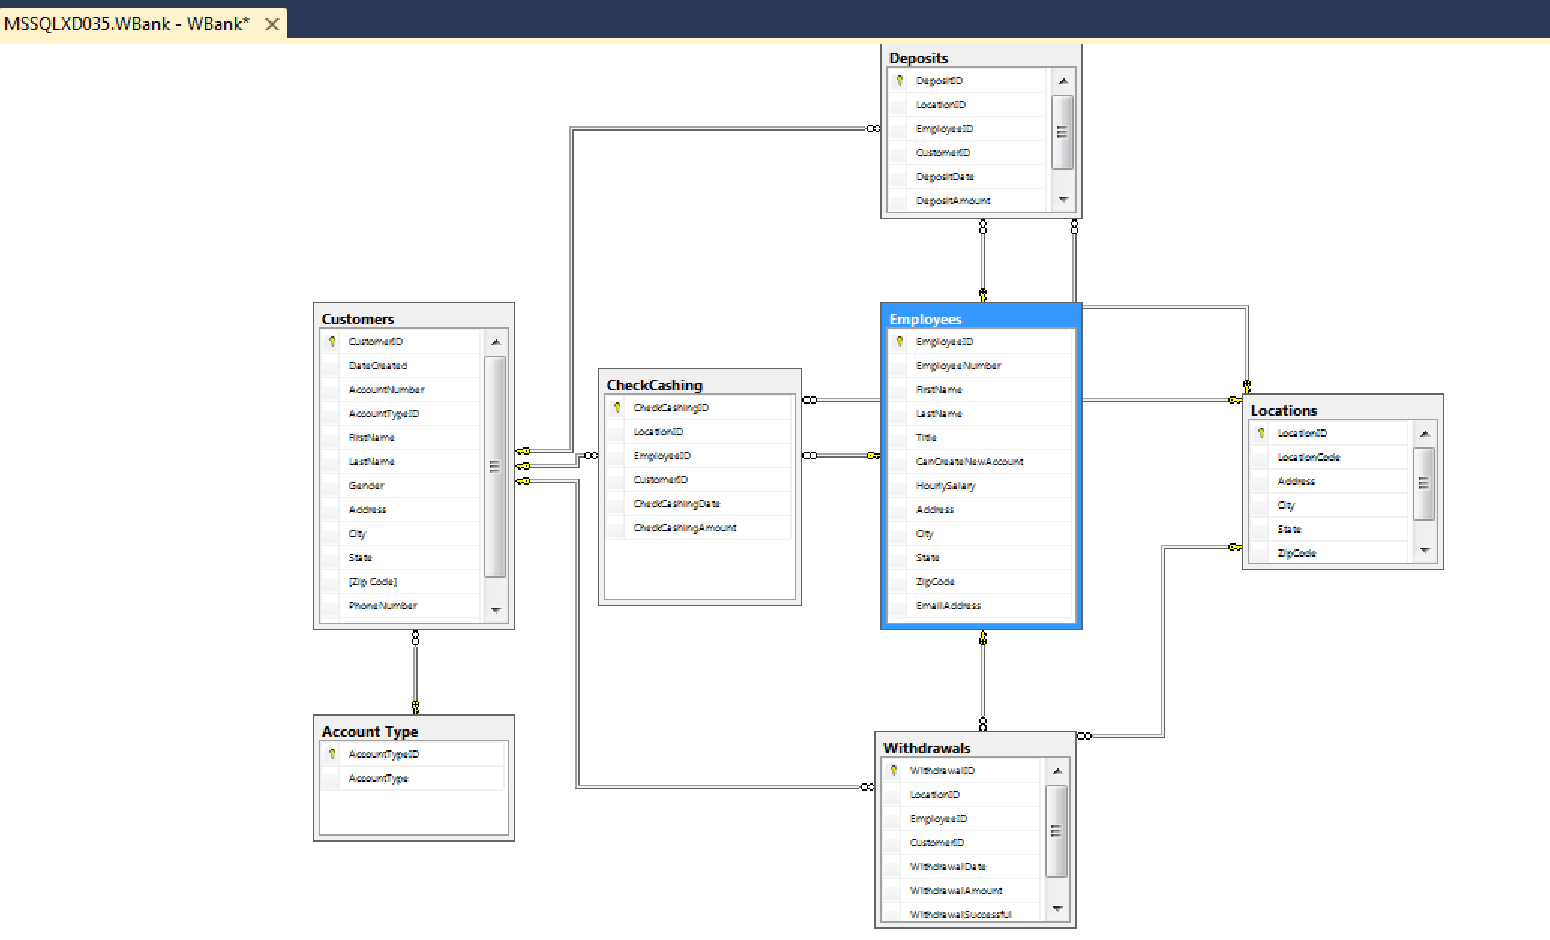 MSSQLXD035.WBank - WBank*
Deposits
DepositID
LocationID
EmployeeID
CustomerID
DepositDate
DepositAmount
Customers
CustomerID
DateCreated
AccountNumber
AccountTypeID
FirstName
LastName
Gender
Address
City
State
[Zip Code]
PhoneNumber
CheckCashing
CheckCashingID
LocationID
EmployeeID
CustomerID
CheckCashingDate
CheckCashingAmount
Employees
EmployeeID
EmployeeNumber
FirstName
LastName
Title
CanCreateNewAccount
HourlySalary
Address
City
State
ZipCode
EmailAddress
Locations
LocationID
LocationCode
Address
City
State
ZipCode
Account Type
AccountTypeID
AccountType
Withdrawals
WithdrawalID
LocationID
EmployeeID
CustomerID
WithdrawalDate
WithdrawalAmount
WithdrawalSuccessful